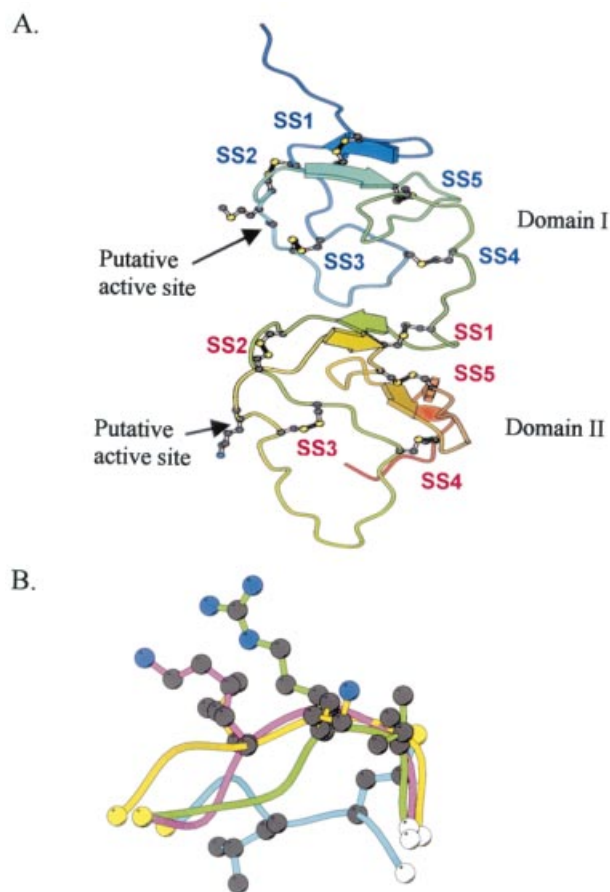 A.
SS1
SS2
SS5
Domain I
Putative
active site
SS3
SS4
SS2
SS1
SS5
Putative
active site
SS3
Domain II
SS4
B.